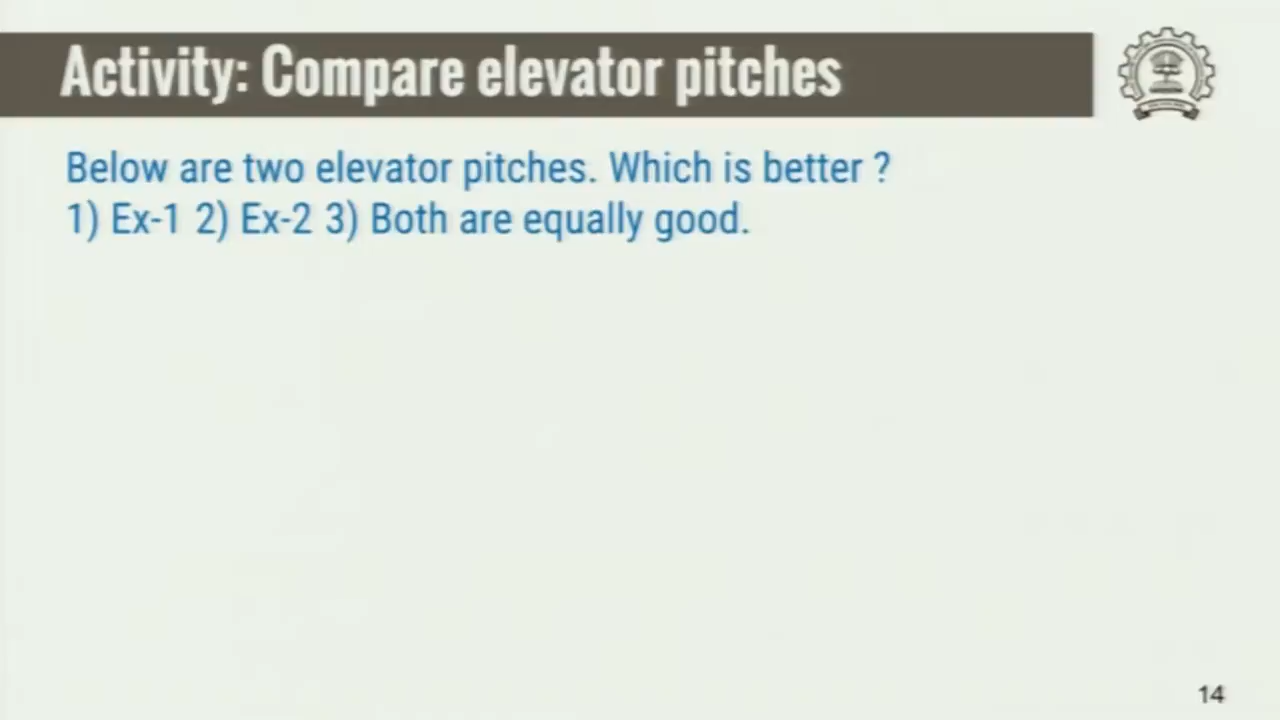 Activity: Compare elevator pitches
Below are two elevator pitches. Which is better ?
1) Ex-1 2) Ex-2 3) Both are equally good.
14